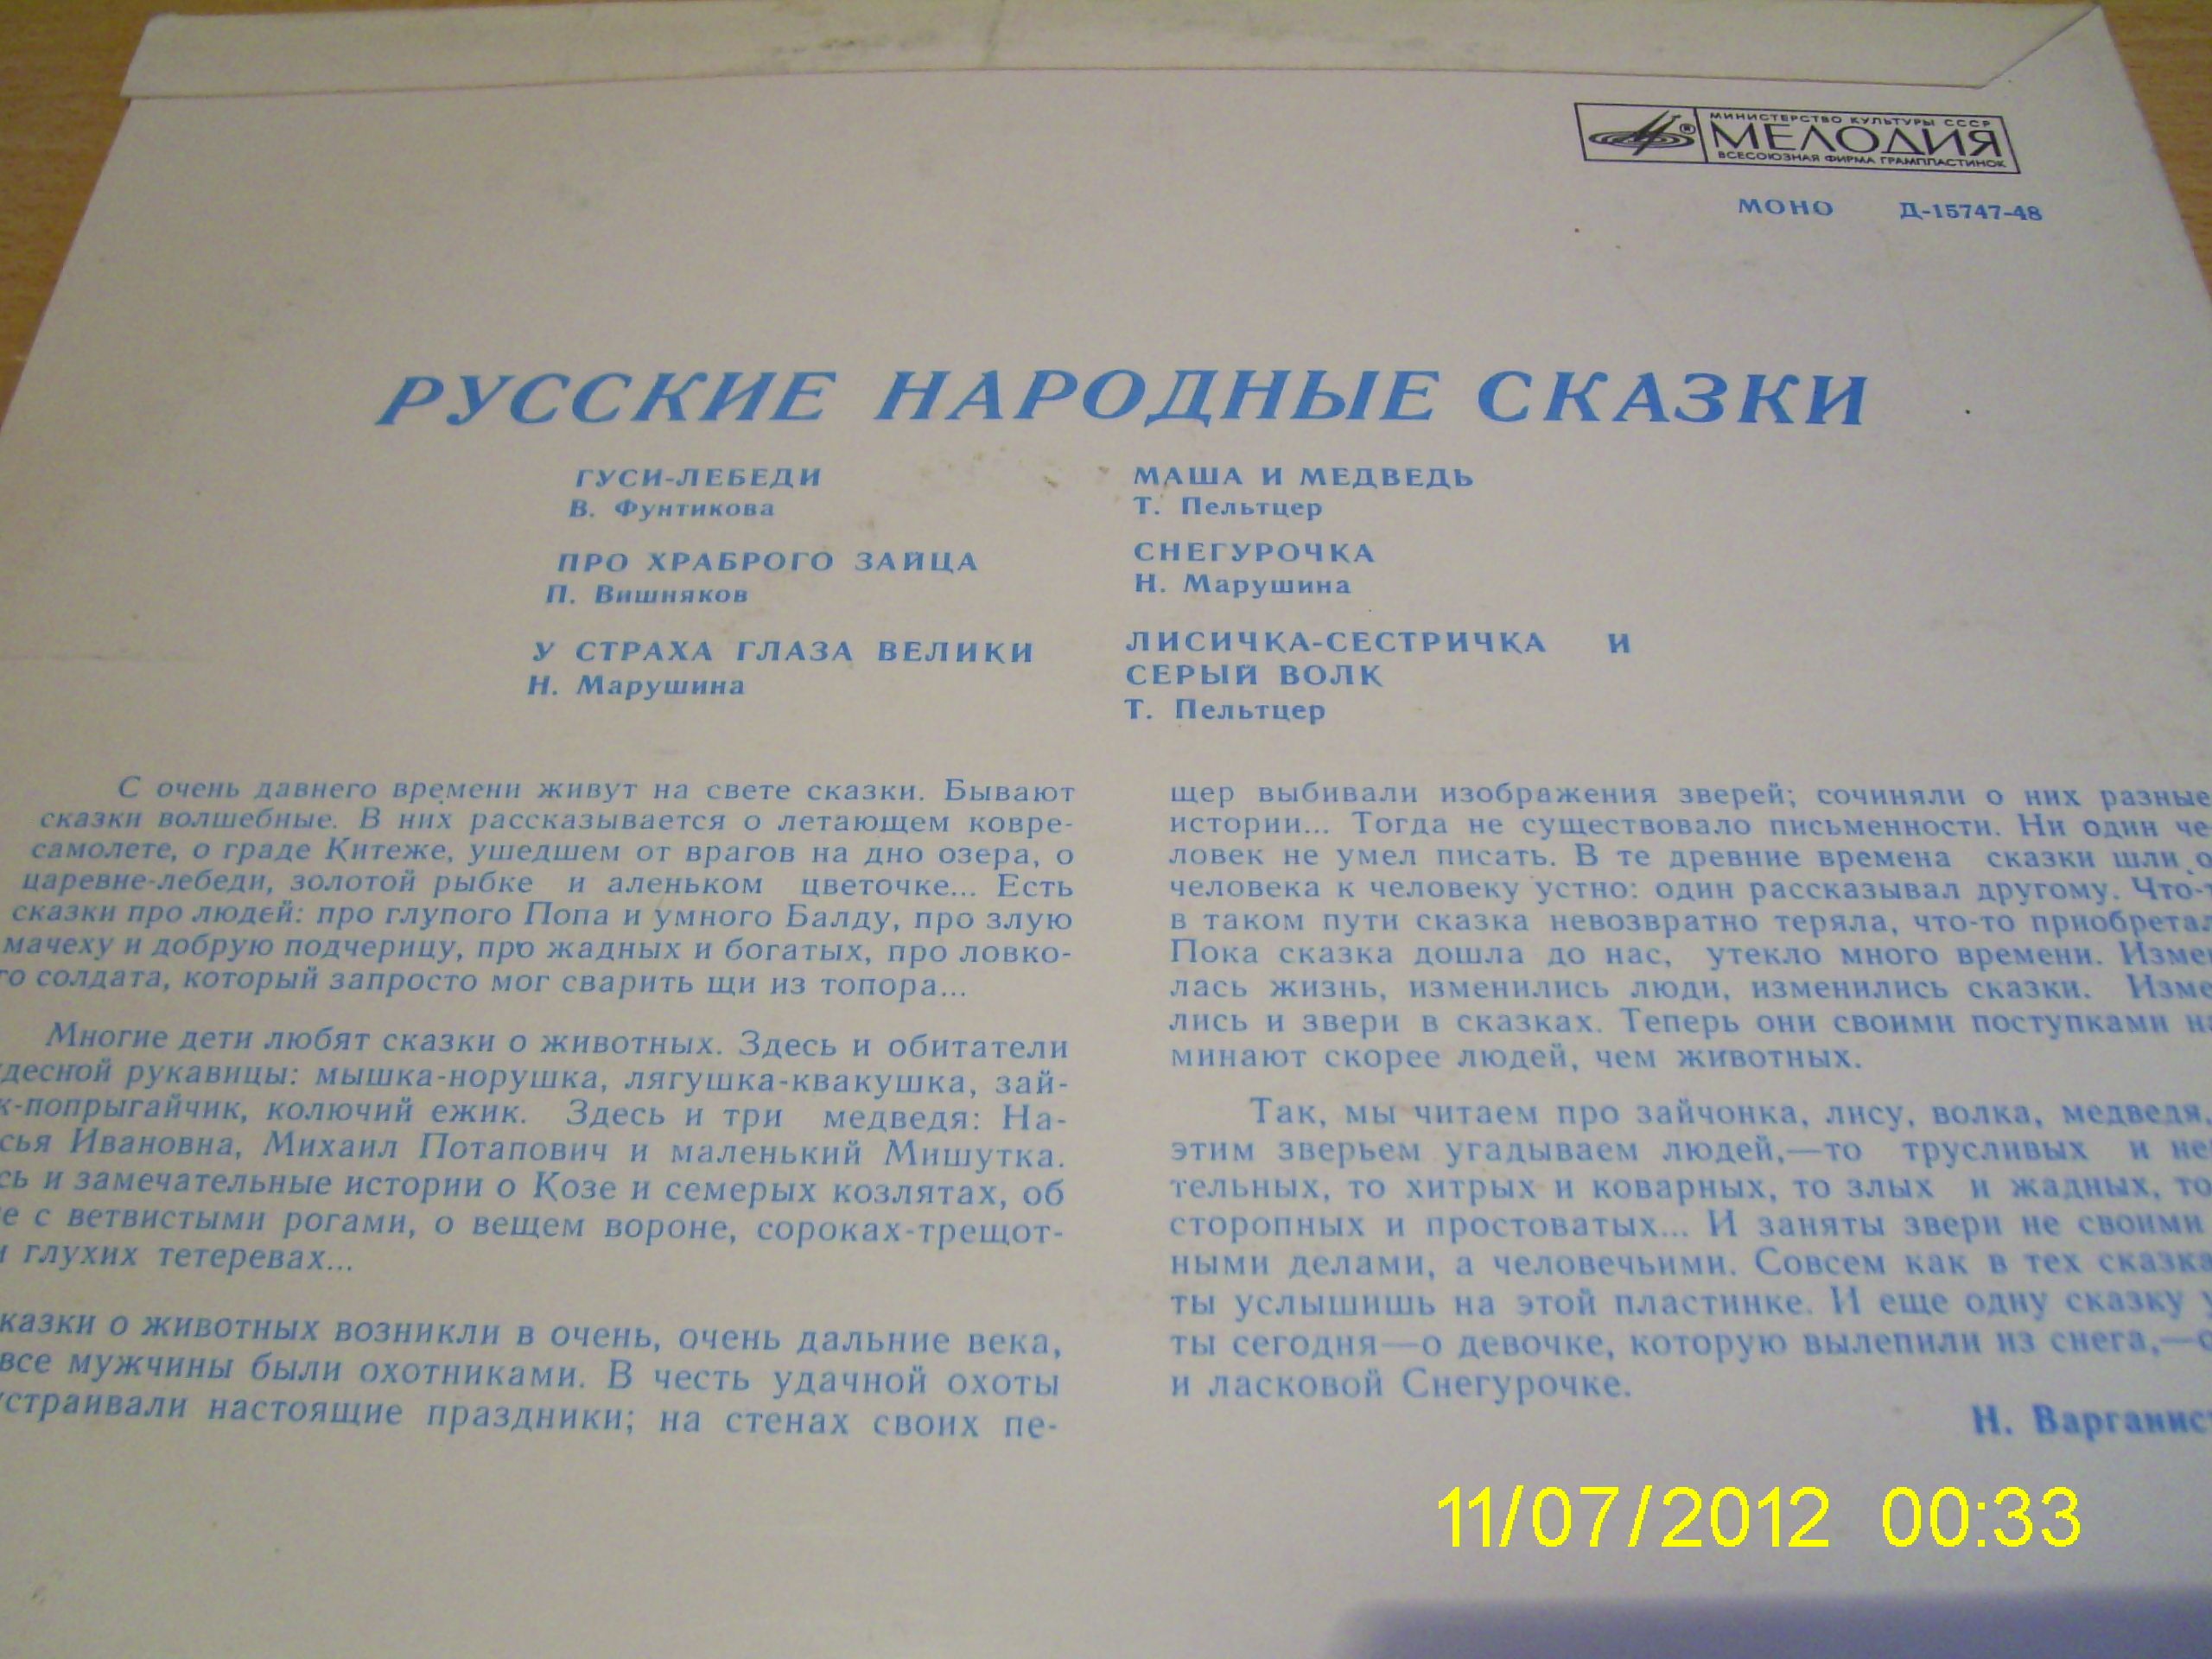 МИНИСТЕРСТВО КУЛЬТУРЫ СССР
МЕЛОДИЯ
ВСЕСОЮЗНАЯ ФИРМА ГРАМПЛАСТИНОК
МОНО Д-15747-48
РУССКИЕ НАРОДНЫЕ СКАЗКИ
ГУСИ-ЛЕБЕДИ
В. Фунтикова
ПРО ХРАБРОГО ЗАЙЦА
П. Вишняков
У СТРАХА ГЛАЗА ВЕЛИКИ
Н. Марушина
МАША И МЕДВЕДЬ
Т. Пельтцер
СНЕГУРОЧКА
Н. Марушина
ЛИСИЧКА-СЕСТРИЧКА И
СЕРЫЙ ВОЛК
Т. Пельтцер
С очень давнего времени живут на свете сказки. Бывают
сказки волшебные. В них рассказывается о летающем ковре-
самолете, о граде Китеже, ушедшем от врагов на дно озера, о
царевне-лебеди, золотой рыбке и аленьком цветочке... Есть
сказки про людей: про глупого Попа и умного Балду, про злую
мачеху и добрую подчерицу, про жадных и богатых, про ловко-
го солдата, который запросто мог сварить щи из топора...
Многие дети любят сказки о животных. Здесь и обитатели
десной рукавицы: мышка-норушка, лягушка-квакушка, зай-
к-попрыгайчик, колючий ежик. Здесь и три медведя: На-
сья Ивановна, Михаил Потапович и маленький Мишутка.
сь и замечательные истории о Козе и семерых козлятах, об
е с ветвистыми рогами, о вещем вороне, сороках-трещот-
и глухих тетеревах...
казки о животных возникли в очень, очень дальние века,
все мужчины были охотниками. В честь удачной охоты
устраивали настоящие праздники; на стенах своих пе-
щер выбивали изображения зверей; сочиняли о них разные
истории... Тогда не существовало письменности. Ни один че-
ловек не умел писать. В те древние времена сказки шли о
человека к человеку устно: один рассказывал другому. Что-т
в таком пути сказка невозвратно теряла, что-то приобретал
Пока сказка дошла до нас, утекло много времени. Измен
лась жизнь, изменились люди, изменились сказки. Изме
лись и звери в сказках. Теперь они своими поступками на
минают скорее людей, чем животных.
Так, мы читаем про зайчонка, лису, волка, медведя,
этим зверьем угадываем людей,—то трусливых и не
тельных, то хитрых и коварных, то злых и жадных, то
сторопных и простоватых... И заняты звери не своими
ными делами, а человечьими. Совсем как в тех сказка
ты услышишь на этой пластинке. И еще одну сказку у
ты сегодня—о девочке, которую вылепили из снега,—о
и ласковой Снегурочке.
Н. Варганис
11/07/2012 00:33